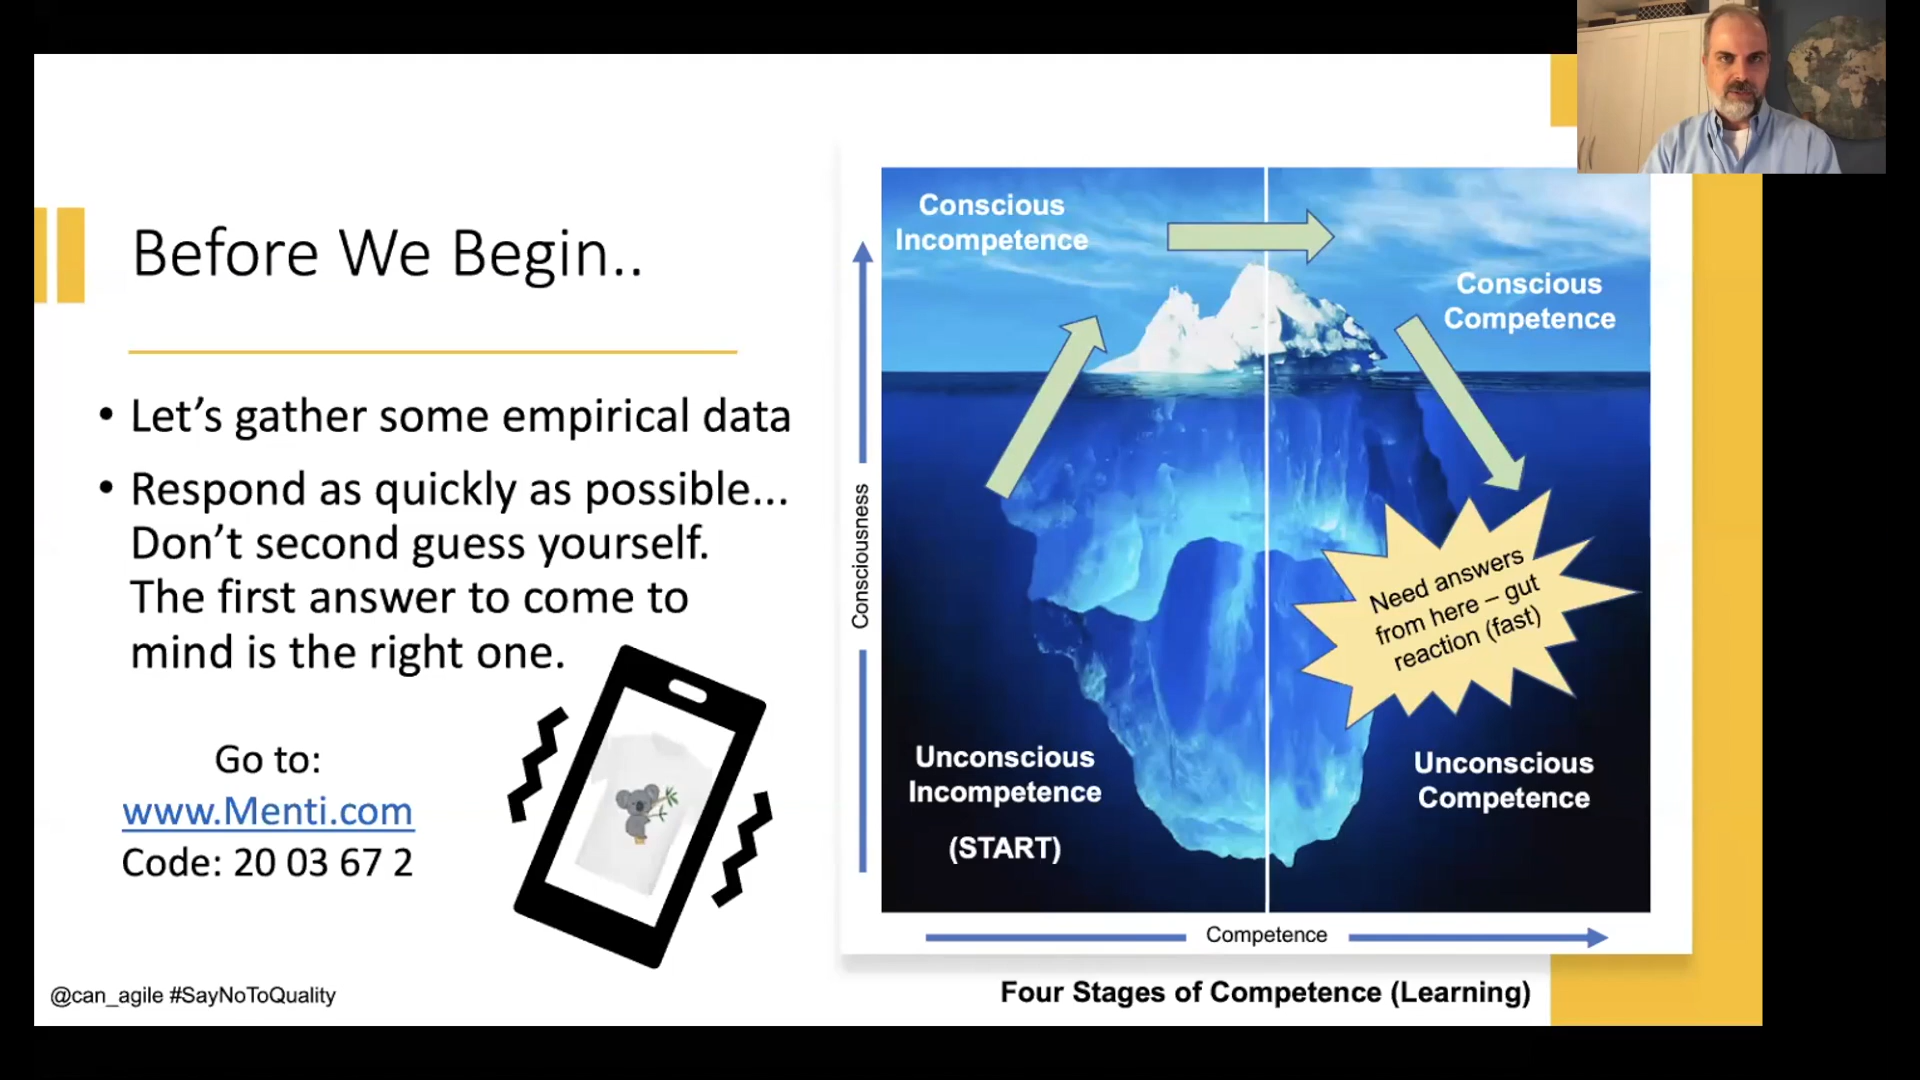 Before We Begin..
• Let’s gather some empirical data
• Respond as quickly as possible...
Don’t second guess yourself.
The first answer to come to
mind is the right one.
Go to:
www.Menti.com
Code: 20 03 67 2
@can_agile #SayNoToQuality
Consciousness
Conscious
Incompetence
Conscious
Competence
Need answers
from here – gut
reaction (fast)
Unconscious
Incompetence
(START)
Unconscious
Competence
Competence
Four Stages of Competence (Learning)